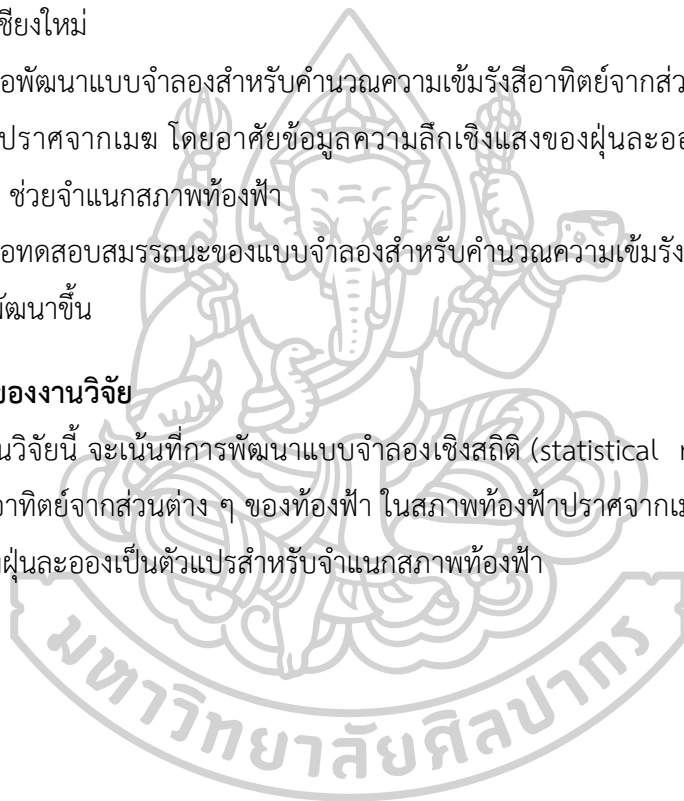 ชียงใหม่
อพัฒนาแบบจำลองสำหรับคำนวณความเข้มรังสีอาทิตย์จากส่ว
ปราศจากเมฆ โดยอาศัยข้อมูลความลึกเชิงแสงของฝุ่นละออ
ช่วยจำแนกสภาพท้องฟ้า
อทดสอบสมรรถนะของแบบจำลองสำหรับคำนวณความเข้มรัง
พัฒนาขึ้น
ของงานวิจัย
นวิจัยนี้ จะเน้นที่การพัฒนาแบบจำลองเชิงสถิติ (statistical
อาทิตย์จากส่วนต่าง ๆ ของท้องฟ้า ในสภาพท้องฟ้าปราศจากเม
ฝุ่นละอองเป็นตัวแปรสำหรับจำแนกสภาพท้องฟ้า
มหาวิทยาลัยศิลปากร